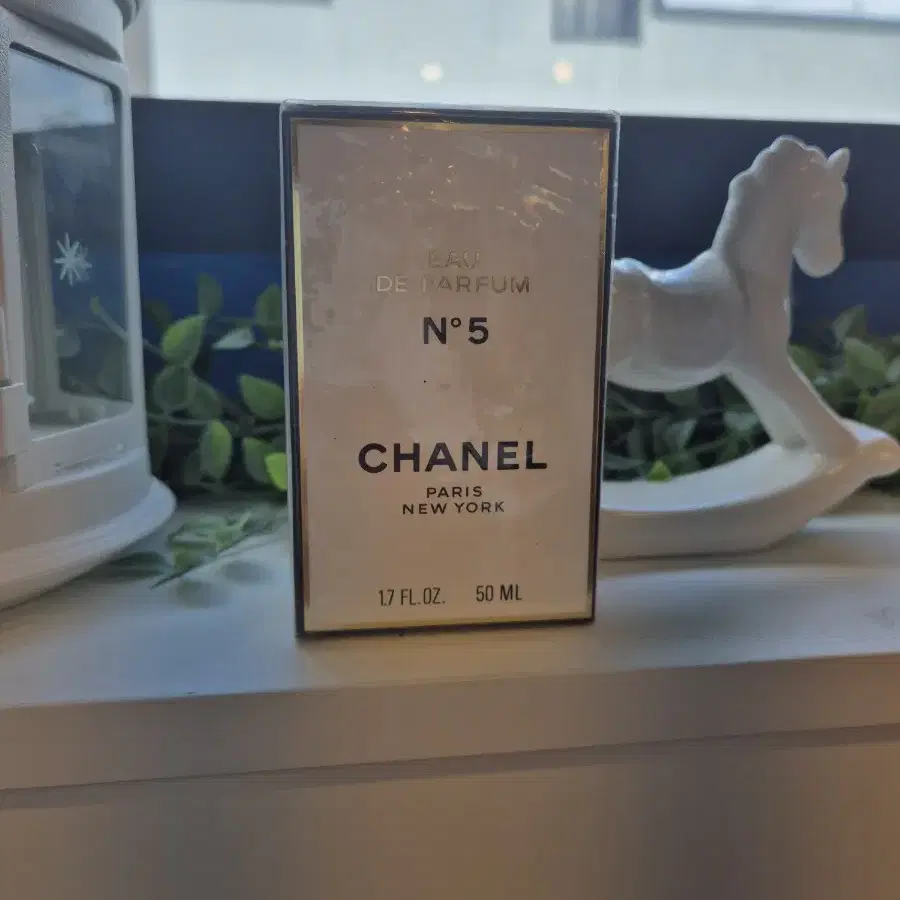 EAU
DE PARFUM
N°5
CHANEL
PARIS
NEW YORK
1.7 FL.OZ. 50 ML